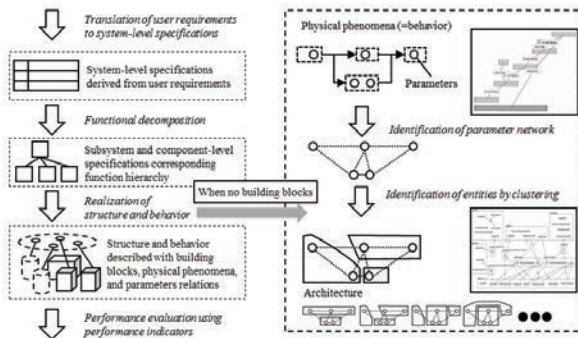 Translation of user requirements
to system-level specifications
System-level specifications
derived from user requirements
Functional decomposition
Subsystem and component-level
specifications corresponding
function hierarchy
Realization of
structure and behavior
When no building blocks
Structure and behavior
described with building
blocks, physical phenomena,
and parameters relations
Performance evaluation using
performance indicators
Physical phenomena (=behavior)
Parameters
Identification of parameter network
Identification of entities by clustering
Architecture